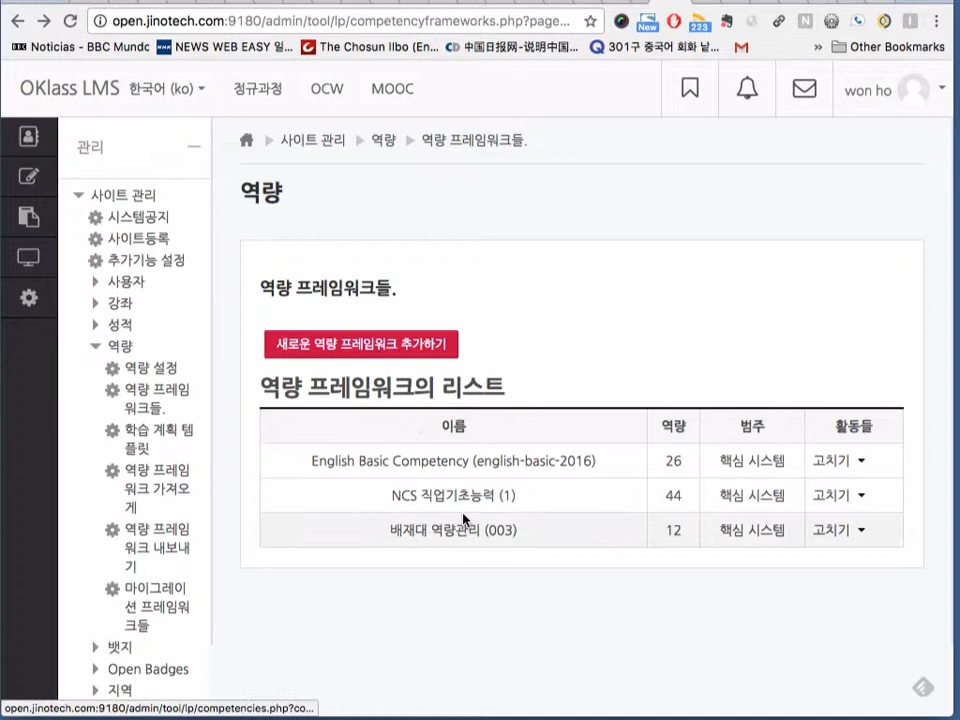 open.jinotech.com:9180/admin/tool/lp/competencyframeworks.php?page...
New
223
Noticias - BBC Mundo
NEWS WEB EASY 일...
The Chosun Ilbo (En...
中国日报网-说明中国...
301구 중국어 회화 낱...
»
Other Bookmarks
OKlass LMS
한국어 (ko)
정규과정
OCW
MOOC
won ho
관리
사이트 관리
시스템공지
사이트등록
추가기능 설정
사용자
강좌
성적
역량
역량 설정
역량 프레임
워크들.
학습 계획 템
플릿
역량 프레임
워크 가져오
게
역량 프레임
워크 내보내
기
마이그레이
션 프레임워
크들
뱃지
Open Badges
지역
사이트 관리
역량
역량 프레임워크들.
역량
역량 프레임워크들.
새로운 역량 프레임워크 추가하기
역량 프레임워크의 리스트
이름 역량 범주 활동들
English Basic Competency (english-basic-2016) 26 핵심 시스템 고치기
NCS 직업기초능력 (1) 44 핵심 시스템 고치기
배재대 역량관리 (003) 12 핵심 시스템 고치기
open.jinotech.com:9180/admin/tool/lp/competencies.php?co...